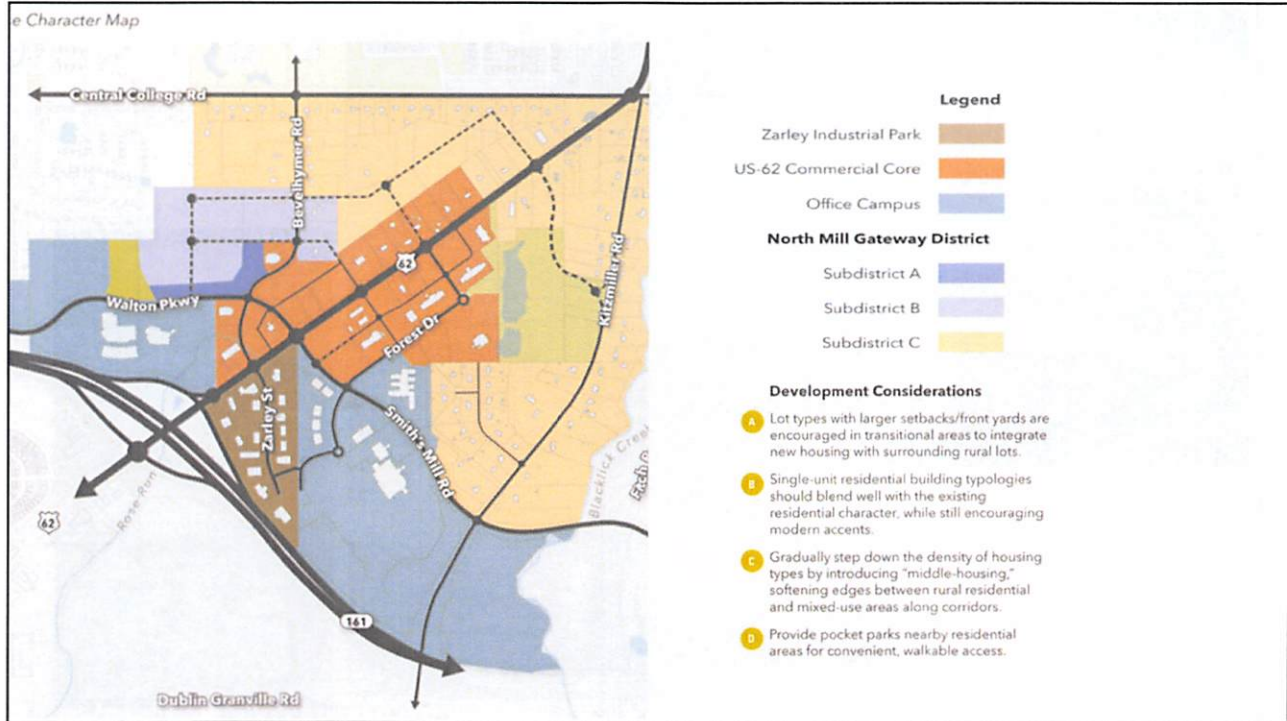 e Character Map
Central College Rd
Bevelhymer Rd
62
Walton Pkwy
Kitzmiller Rd
Forest Dr
Zarley St
Smith's Mill Rd
Blacklick Creek
Rose Run
62
161
Dublin Granville Rd
Legend
Zarley Industrial Park
US-62 Commercial Core
Office Campus
North Mill Gateway District
Subdistrict A
Subdistrict B
Subdistrict C
Development Considerations
A Lot types with larger setbacks/front yards are
encouraged in transitional areas to integrate
new housing with surrounding rural lots.
B Single-unit residential building typologies
should blend well with the existing
residential character, while still encouraging
modern accents.
C Gradually step down the density of housing
types by introducing "middle-housing,"
softening edges between rural residential
and mixed-use areas along corridors.
D Provide pocket parks nearby residential
areas for convenient, walkable access.